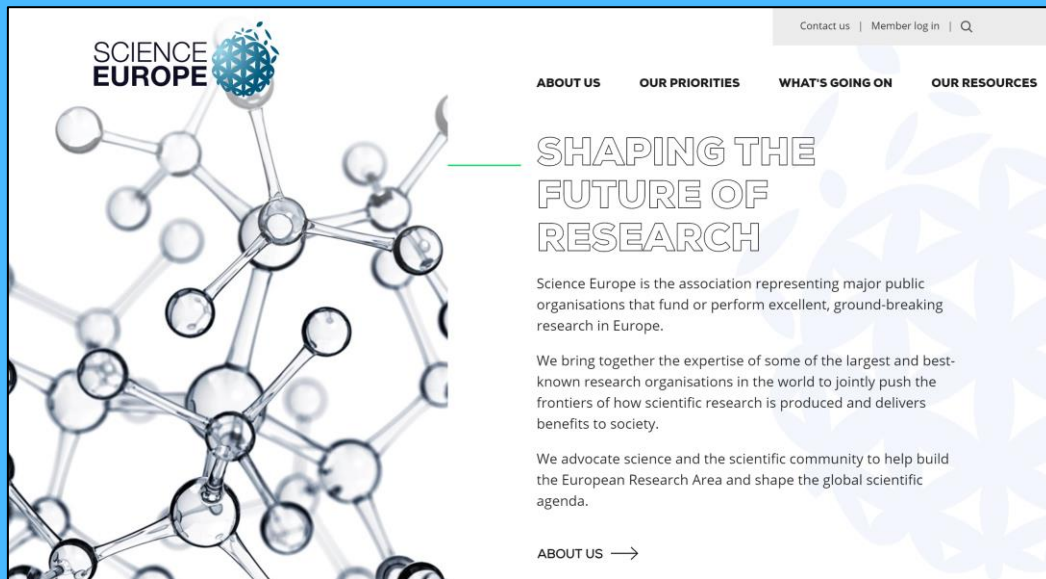 SCIENCE
EUROPE
Contact us | Member log in |
ABOUT US OUR PRIORITIES WHAT'S GOING ON OUR RESOURCES
SHAPING THE
FUTURE OF
RESEARCH
Science Europe is the association representing major public
organisations that fund or perform excellent, ground-breaking
research in Europe.
We bring together the expertise of some of the largest and best-
known research organisations in the world to jointly push the
frontiers of how scientific research is produced and delivers
benefits to society.
We advocate science and the scientific community to help build
the European Research Area and shape the global scientific
agenda.
ABOUT US